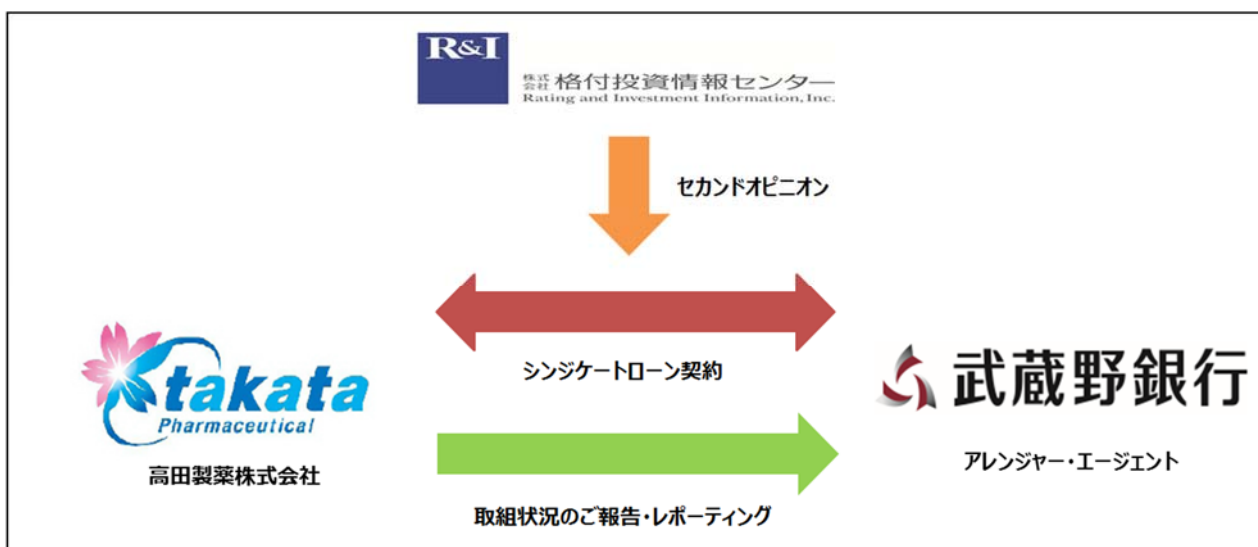 R&I
株式会社 格付投資情報センター
Rating and Investment Information, Inc.
セカンドオピニオン
シンジケートローン契約
takata
Pharmaceutical
高田製薬株式会社
武蔵野銀行
アレンジャー・エージェント
取組状況のご報告・レポーティング